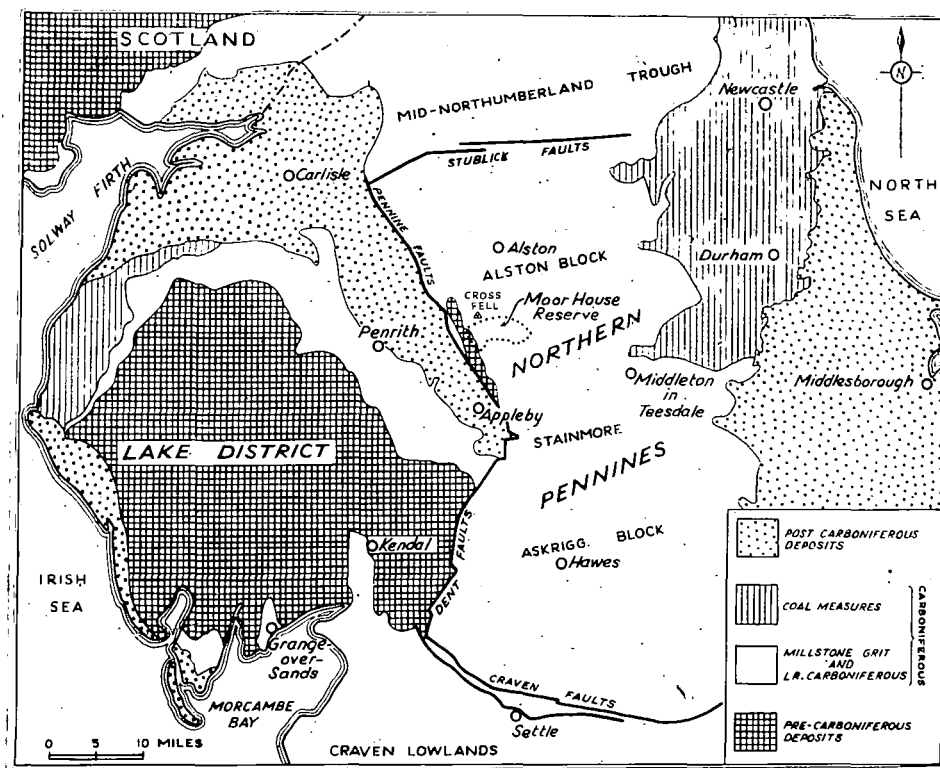 SCOTLAND
MID-NORTHUMBERLAND TROUGH
Newcastle
N
STUBLICK FAULTS
SOLWAY FIRTH
Carlisle
PENNINE FAULTS
NORTH
SEA
Alston
ALSTON BLOCK
Durham
CROSS
FELL
Moor House
Reserve
Penrith
NORTHERN
Middleton
in
Teesdale
Middlesborough
Appleby
STAINMORE
LAKE DISTRICT
PENNINES
Kendal
DENT FAULTS
ASKRIGG. BLOCK
Hawes
IRISH
SEA
Grange-
over-
Sands
MORCAMBE
BAY
CRAVEN FAULTS
Settle
0 5 10 MILES
CRAVEN LOWLANDS
POST CARBONIFEROUS
DEPOSITS
COAL MEASURES
MILLSTONE GRIT
AND
LR. CARBONIFEROUS
CARBONIFEROUS
PRE-CARBONIFEROUS
DEPOSITS